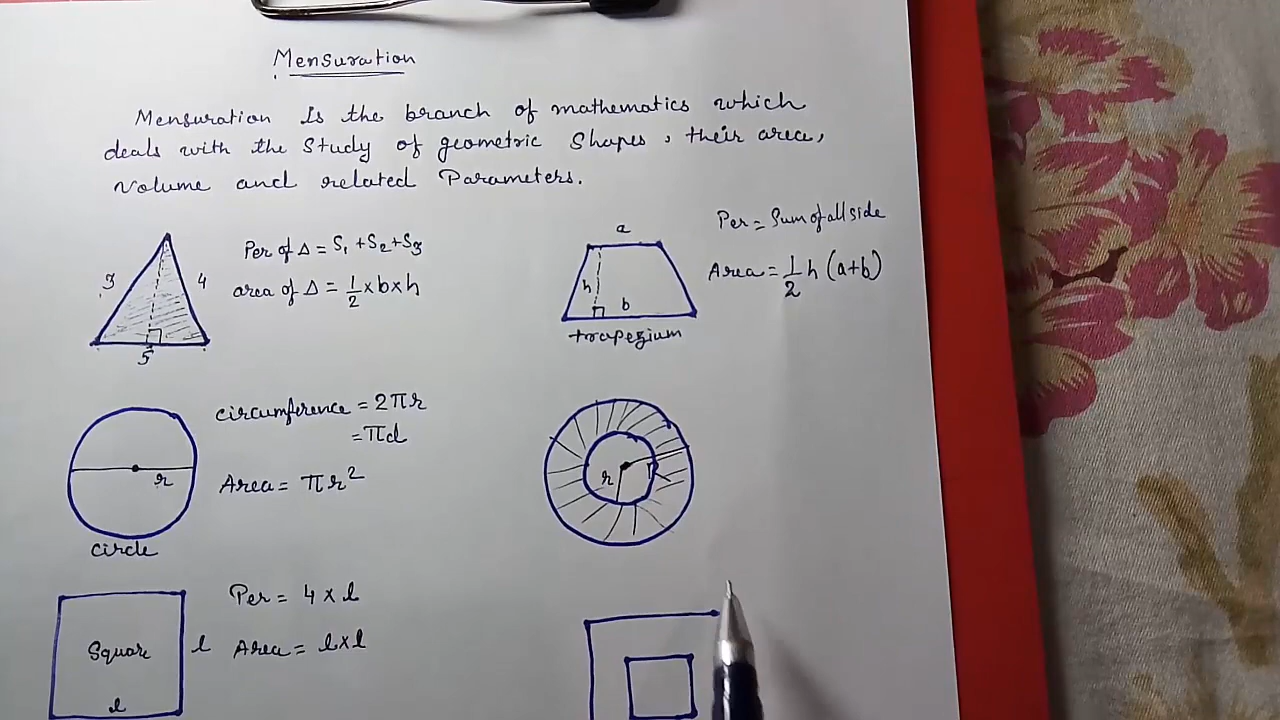 Mensuration
Mensuration Is the branch of mathematics which
deals with the Study of geometric Shapes, their area,
Volume and related Parameters.
3
4
5
Per of Δ = S₁ + S₂ + S₃
area of Δ = 1/2 × b × h
a
h
b
trapezium
Per = Sum of all side
Area = 1/2 h (a+b)
r
circle
circumference = 2πr
= πd
Area = πr²
r
Square
l
l
Per = 4 × l
Area = l×l